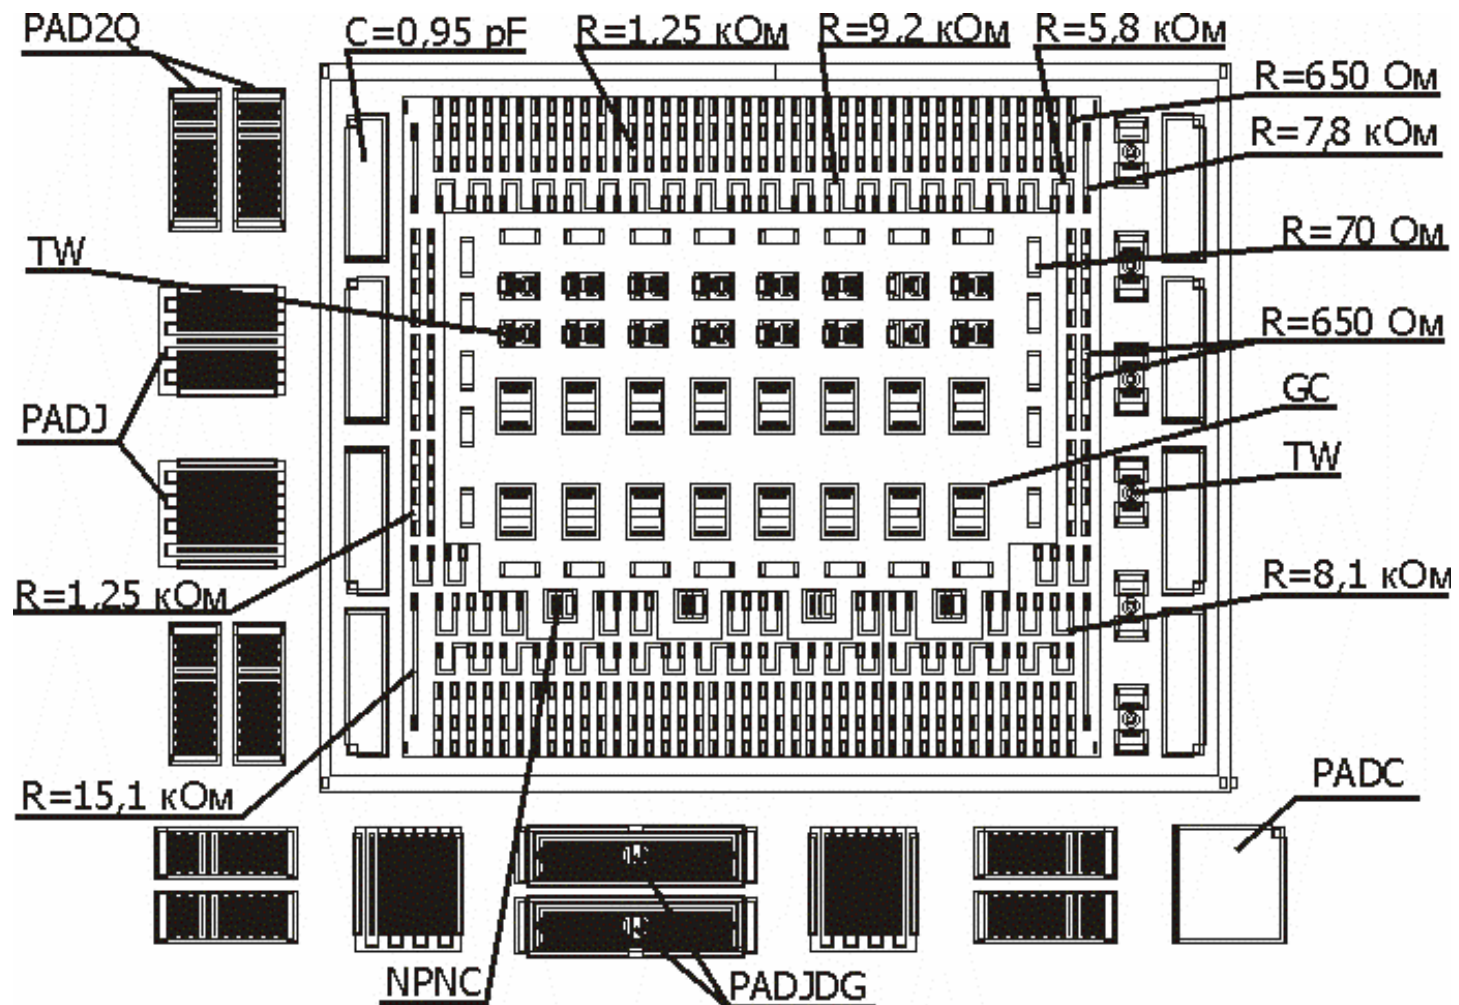 PAD2Q
C=0,95 pF
R=1,25 кОм
R=9,2 кОм
R=5,8 кОм
R=650 Ом
R=7,8 кОм
TW
R=70 Ом
R=650 Ом
PADJ
GC
TW
R=1,25 кОм
R=8,1 кОм
R=15,1 кОм
PADC
NPNC
PADJDG